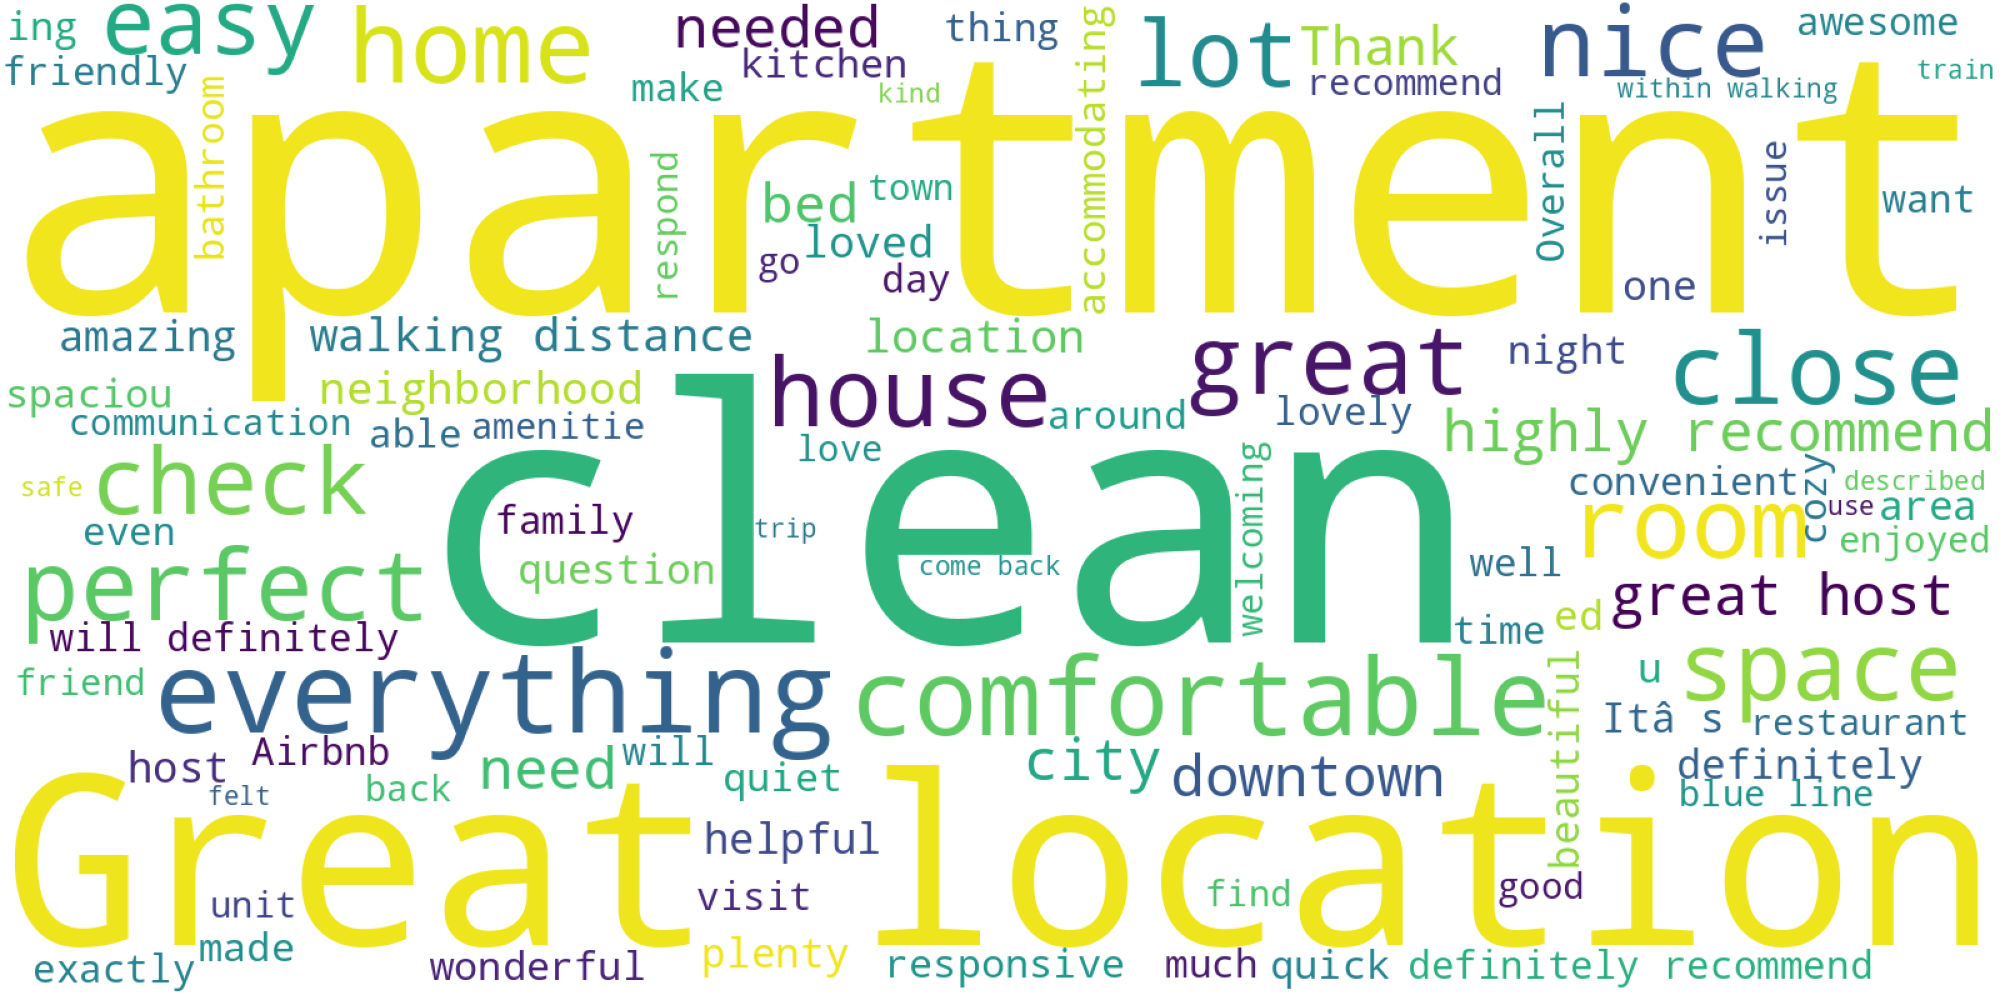 ing
easy
home
needed
thing
accommodating
lot
Thank
nice
awesome
friendly
bathroom
make
kitchen
kind
recommend
within walking
train
apartment
respond
bed
town
loved
go
day
Overall
issue
want
one
amazing
walking distance
location
great
night
close
spaciou
neighborhood
house
communication
able
amenitie
around
lovely
highly recommend
love
safe
check
clean
welcoming
convenient
cozy
described
use
area
even
family
trip
room
enjoyed
perfect
question
come back
well
great host
will definitely
time
ed
friend
everything
comfortable
beautiful
u
space
Itâ s
restaurant
host
Airbnb
need
will
quiet
city
downtown
definitely
felt
back
blue line
Great location
helpful
unit
visit
find
good
made
exactly
wonderful
plenty
responsive
much
quick
definitely recommend